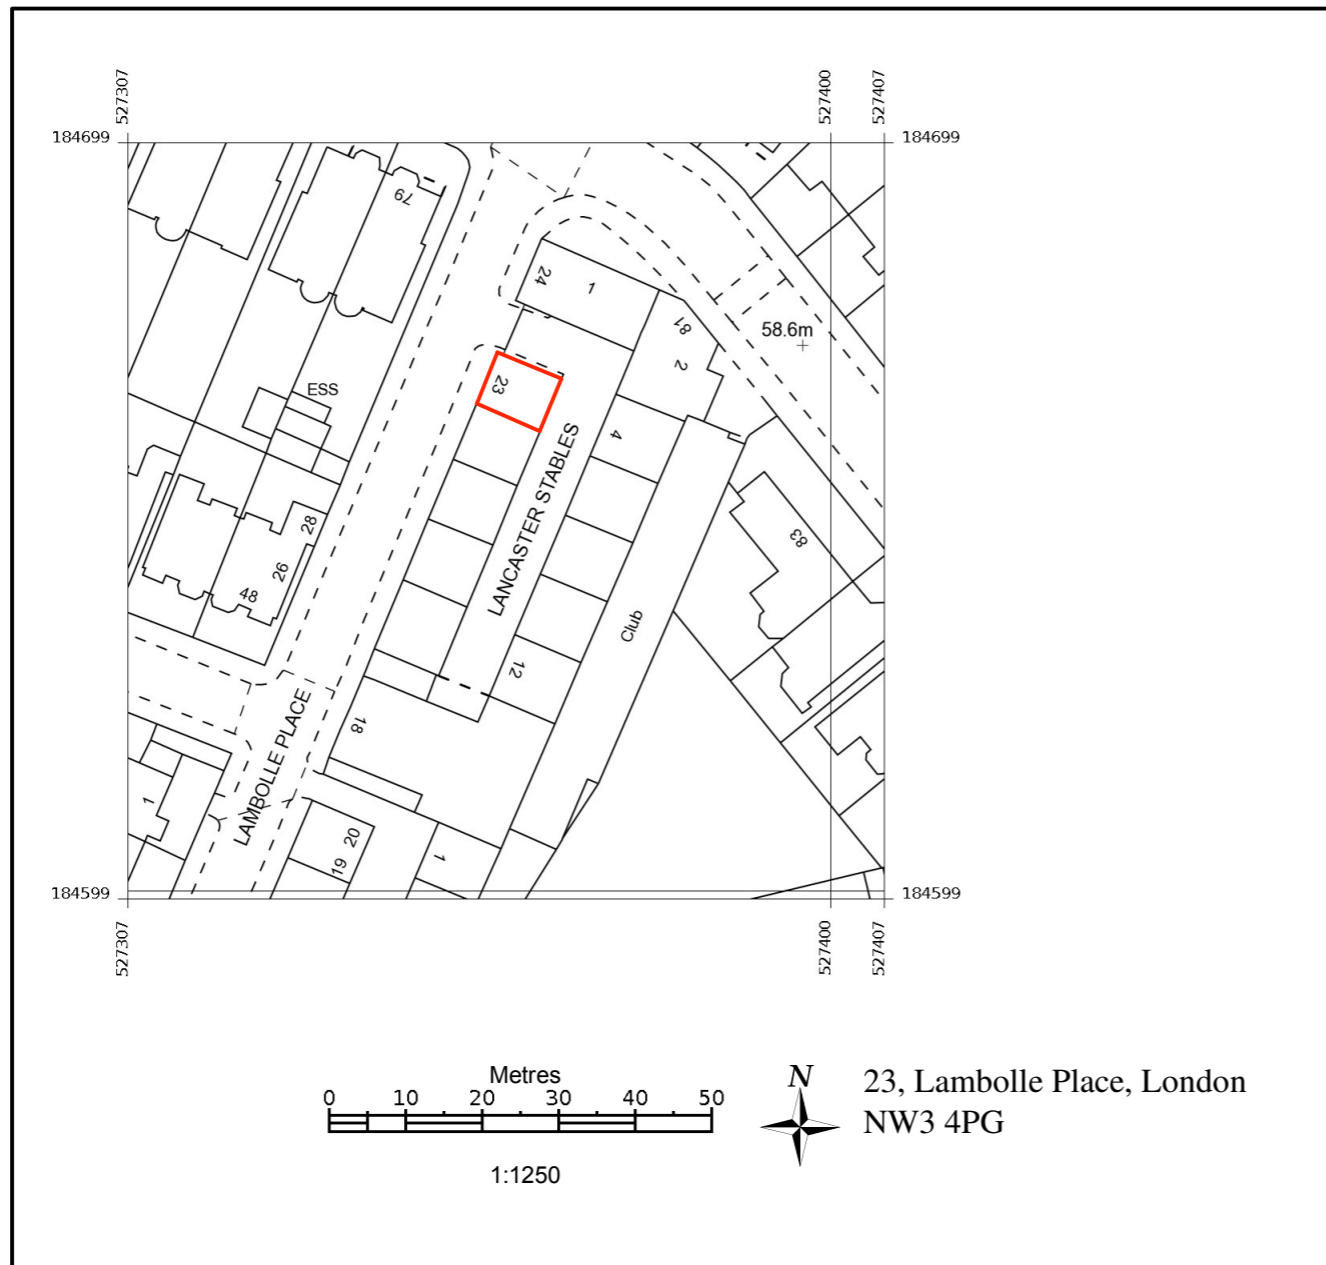 527307
527400
527407
184699
184699
79
24
1
81
2
58.6m
23
ESS
4
LANCASTER STABLES
28
26
48
83
Club
12
18
LAMBOLLE PLACE
1
20
19
1
184599
184599
527307
527400
527407
Metres
0 10 20 30 40 50
1:1250
N
23, Lambolle Place, London
NW3 4PG